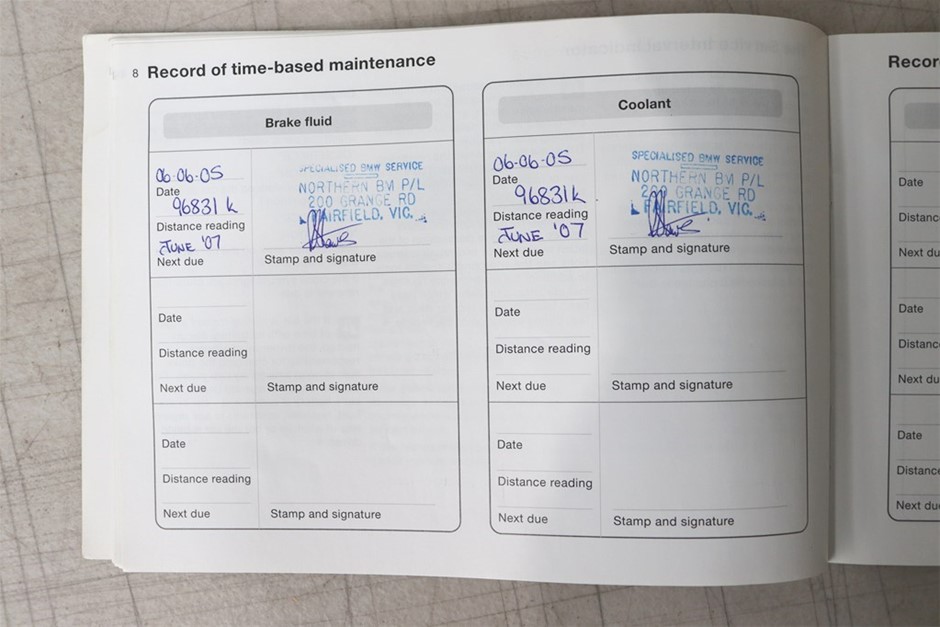 8 Record of time-based maintenance
Brake fluid
06-06-05
Date
96831 k
Distance reading
JUNE '07
Next due
SPECIALISED BMW SERVICE
NORTHERN BM P/L
200 GRANGE RD
FAIRFIELD, VIC.
Stamp and signature
Date
Distance reading
Next due
Stamp and signature
Date
Distance reading
Next due
Stamp and signature
Coolant
06-06-05
Date
96831k
Distance reading
JUNE '07
Next due
SPECIALISED BMW SERVICE
NORTHERN BM P/L
200 GRANGE RD
FAIRFIELD, VIC.
Stamp and signature
Date
Distance reading
Next due
Stamp and signature
Date
Distance reading
Next due
Stamp and signature
Recor
Date
Distanc
Next du
Date
Distance
Next du
Date
Distance
Next du